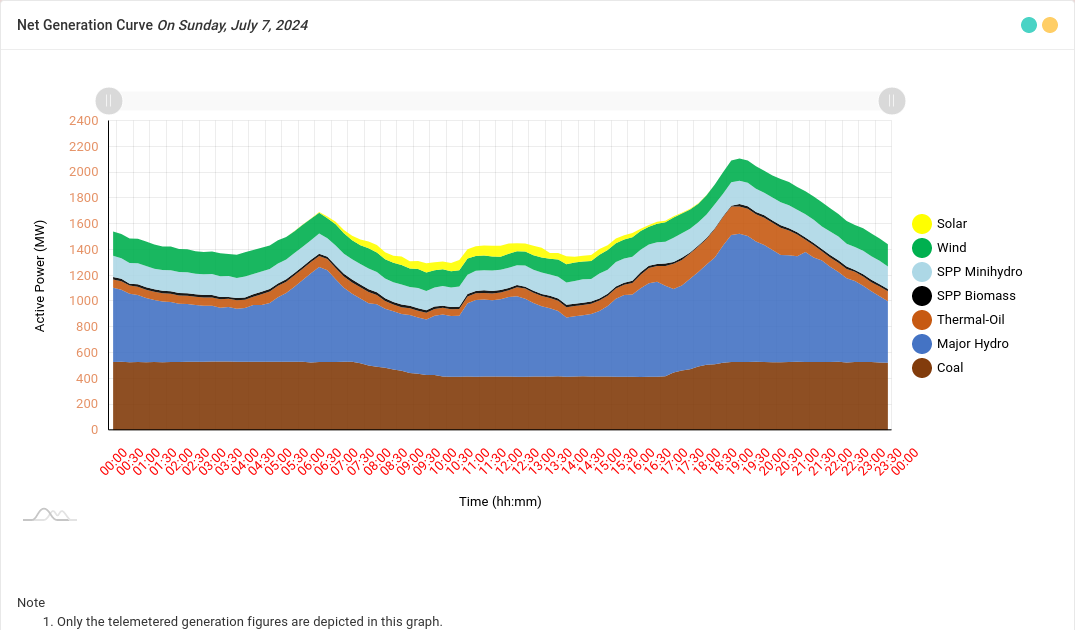 Net Generation Curve On Sunday, July 7, 2024
2400
2200
2000
1800
1600
1400
1200
1000
800
600
400
200
0
Active Power (MW)
00:00 00:30 01:00 01:30 02:00 02:30 03:00 03:30 04:00 04:30 05:00 05:30 06:00 06:30 07:00 07:30 08:00 08:30 09:00 09:30 10:00 10:30 11:00 11:30 12:00 12:30 13:00 13:30 14:00 14:30 15:00 15:30 16:00 16:30 17:00 17:30 18:00 18:30 19:00 19:30 20:00 20:30 21:00 21:30 22:00 22:30 23:00 23:30 00:00
Time (hh:mm)
Solar
Wind
SPP Minihydro
SPP Biomass
Thermal-Oil
Major Hydro
Coal
Note
1. Only the telemetered generation figures are depicted in this graph.